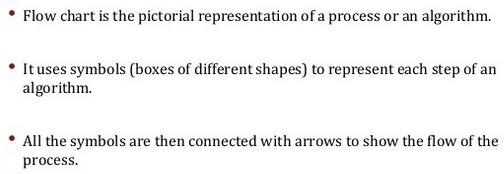 • Flow chart is the pictorial representation of a process or an algorithm.
• It uses symbols (boxes of different shapes) to represent each step of an
algorithm.
• All the symbols are then connected with arrows to show the flow of the
process.